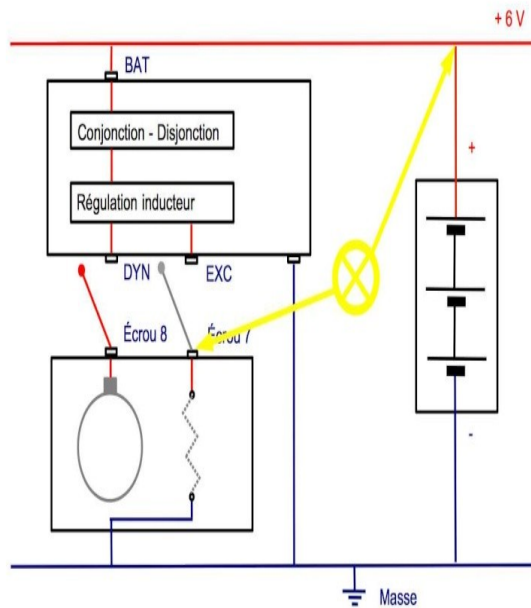 + 6 V
BAT
Conjonction - Disjonction
+
Régulation inducteur
DYN
EXC
Écrou 8
Écrou 7
-
Masse